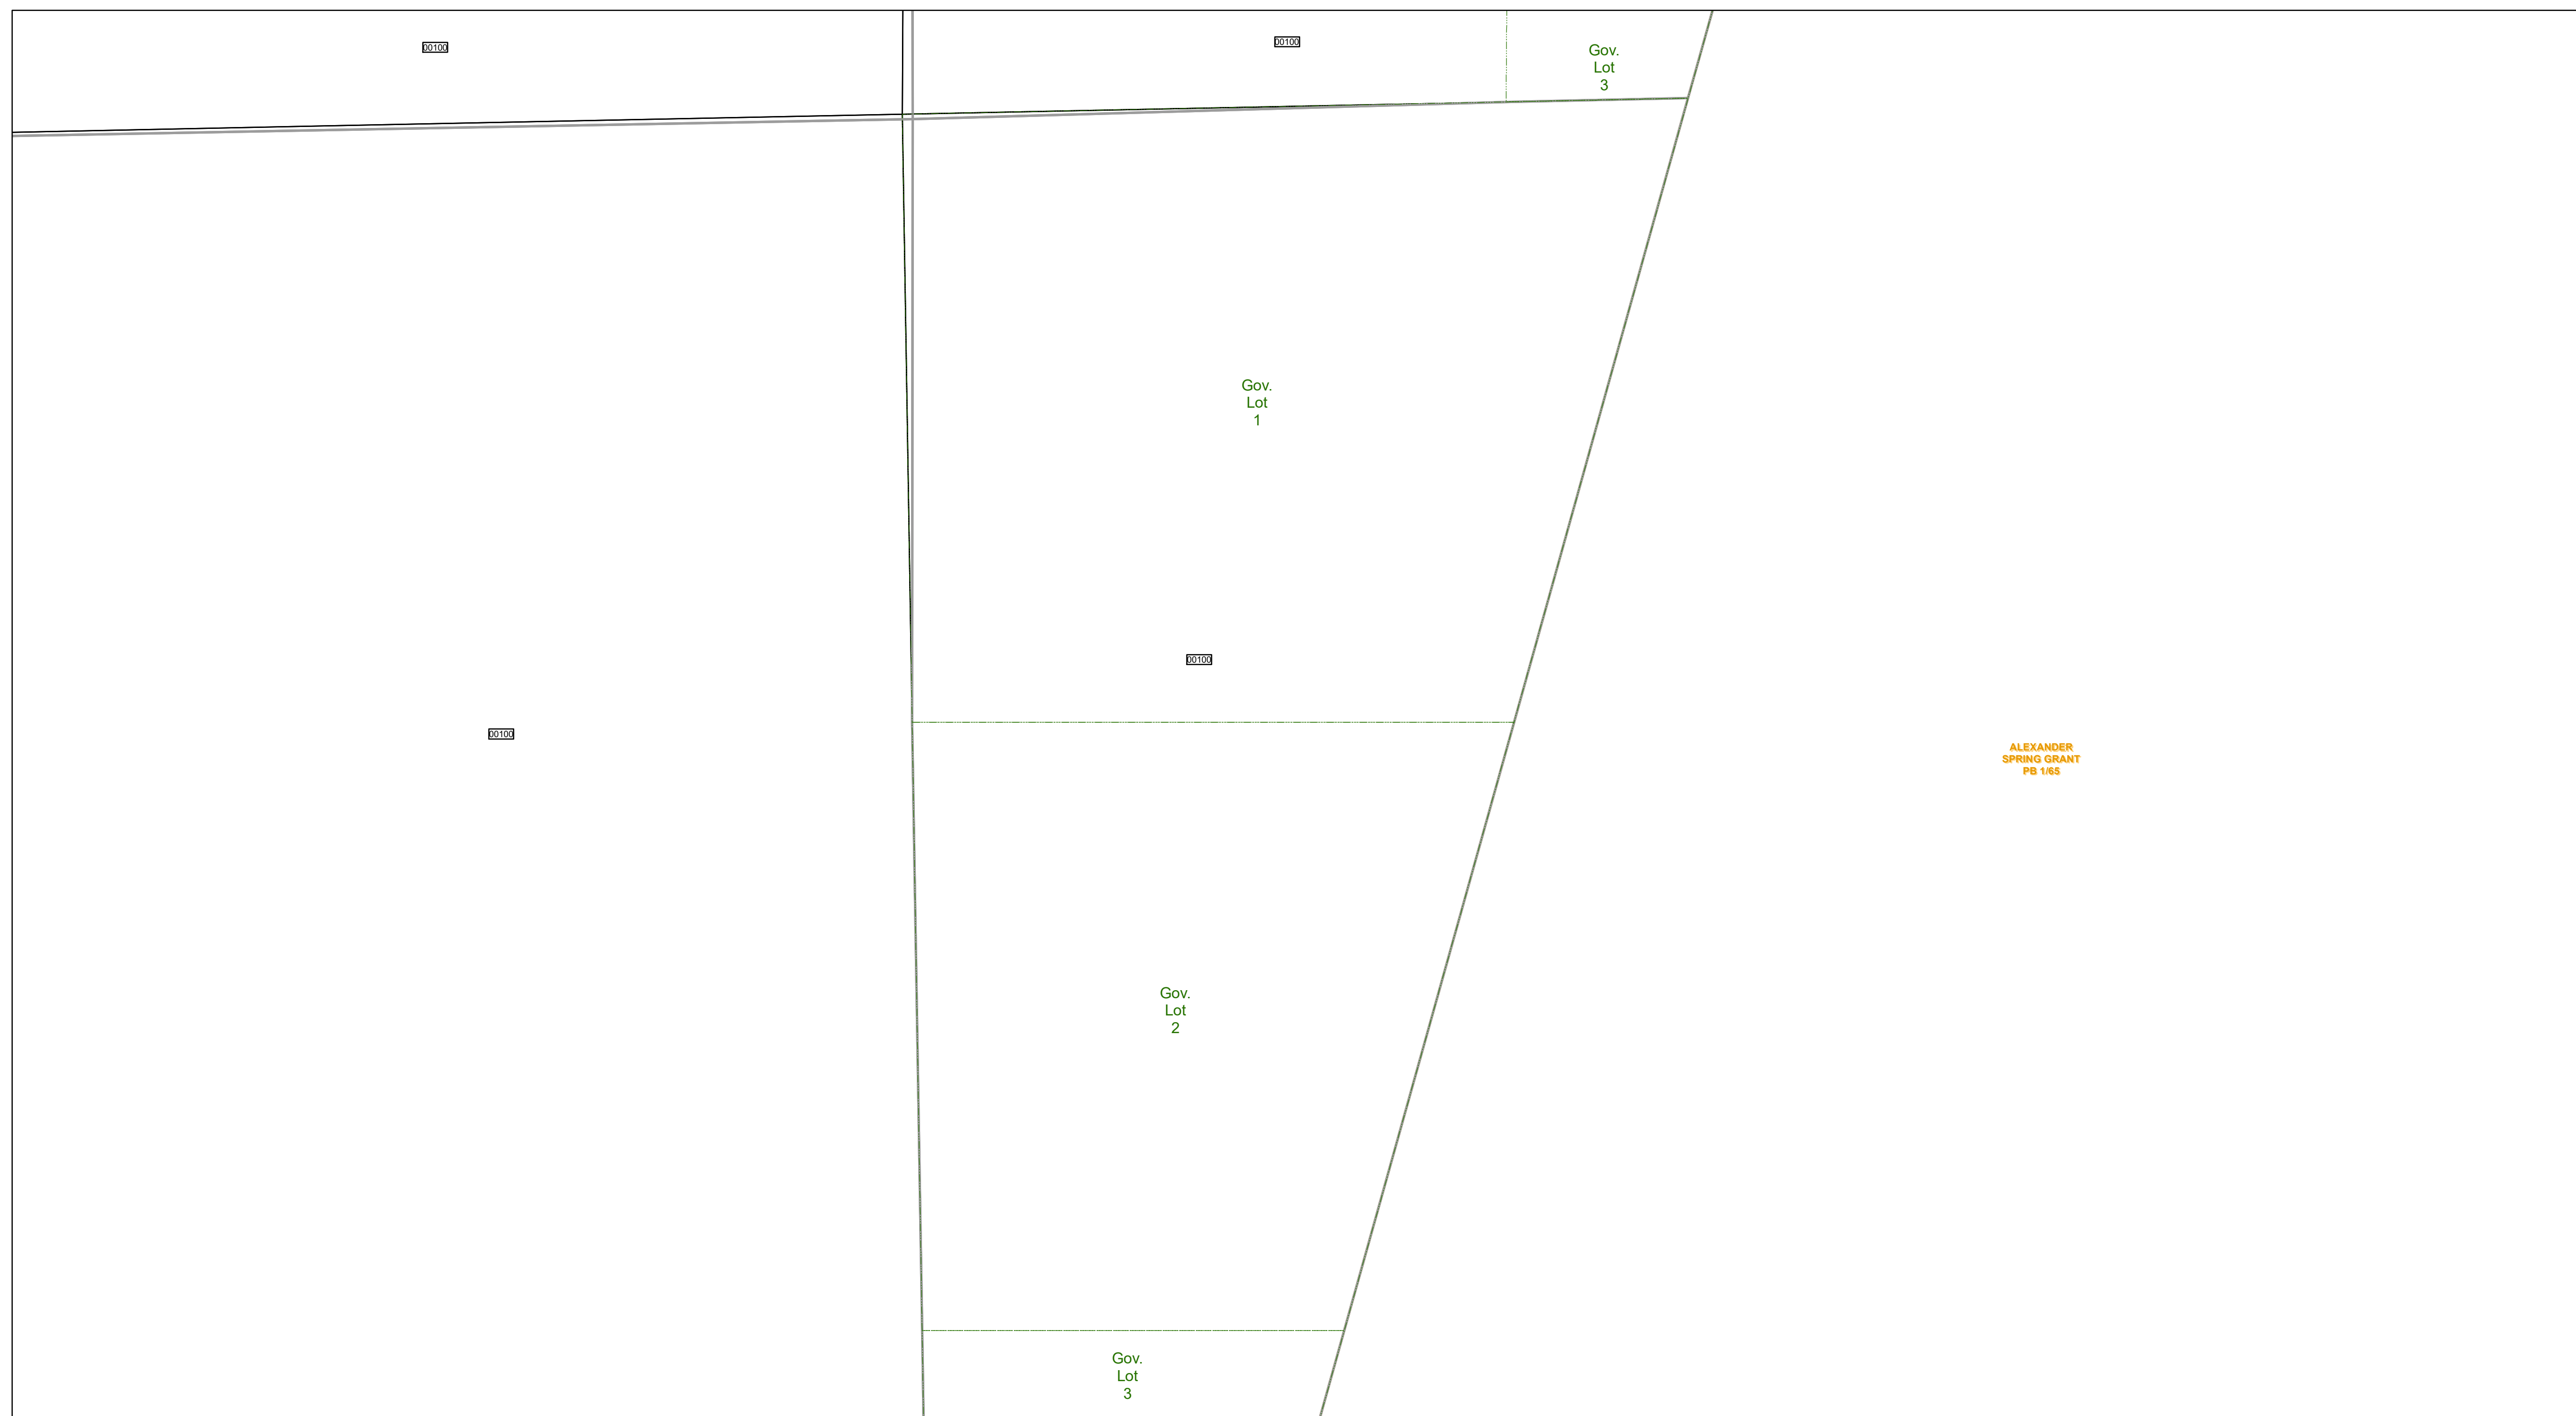 00100
00100
Gov.
Lot
3
Gov.
Lot
1
00100
00100
ALEXANDER
SPRING GRANT
PB 1/65
Gov.
Lot
2
Gov.
Lot
3